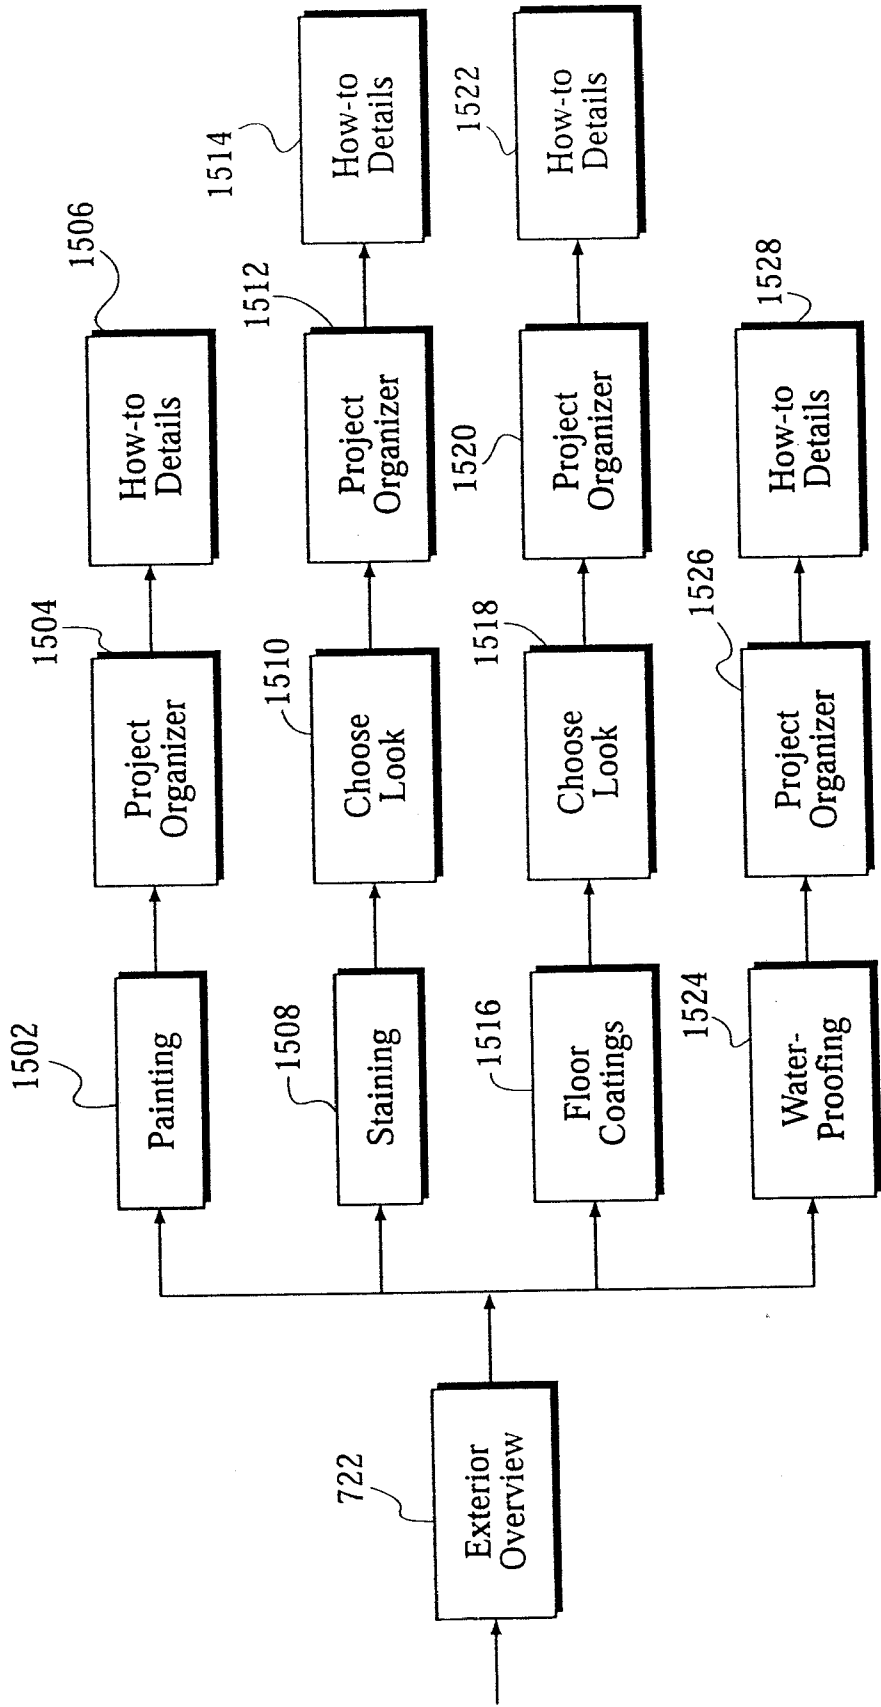 722
Exterior
Overview
1502
Painting
1504
Project
Organizer
1506
How-to
Details
1508
Staining
1510
Choose
Look
1512
Project
Organizer
1514
How-to
Details
1516
Floor
Coatings
1518
Choose
Look
1520
Project
Organizer
1522
How-to
Details
1524
Water-
Proofing
1526
Project
Organizer
1528
How-to
Details